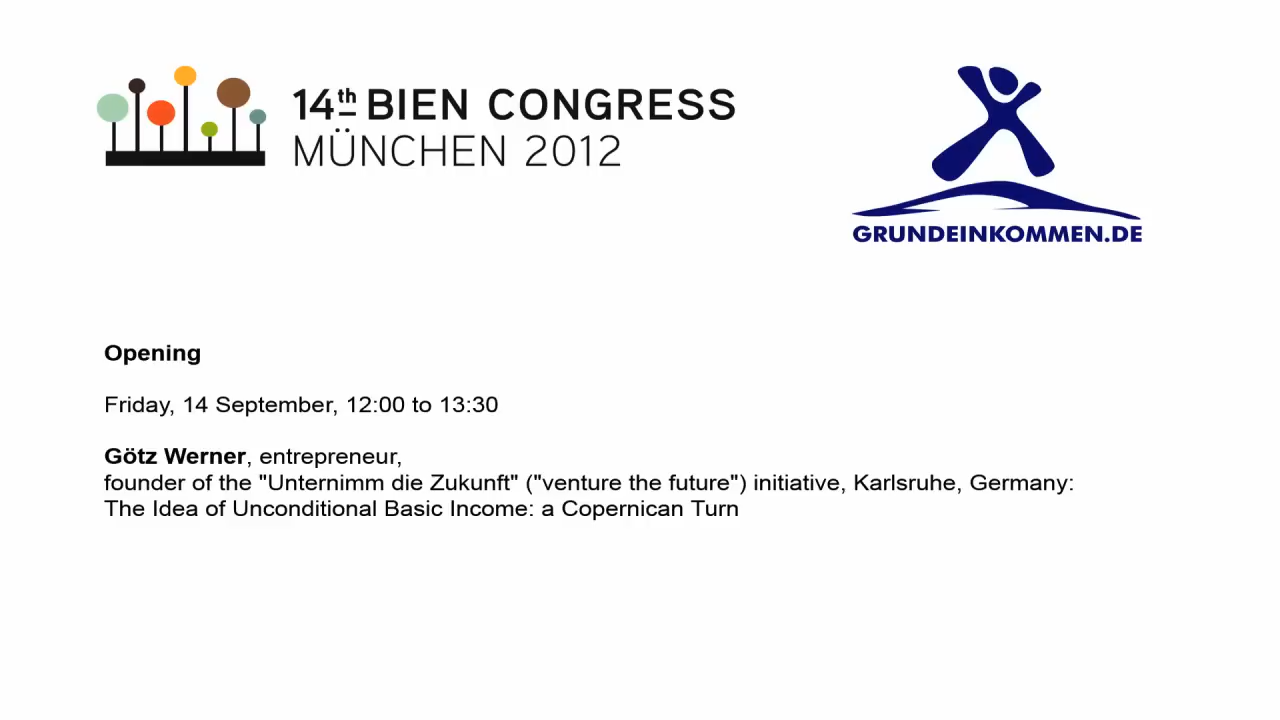 14th BIEN CONGRESS
MÜNCHEN 2012
GRUNDEINKOMMEN.DE
Opening
Friday, 14 September, 12:00 to 13:30
Götz Werner, entrepreneur,
founder of the "Unternimm die Zukunft" ("venture the future") initiative, Karlsruhe, Germany:
The Idea of Unconditional Basic Income: a Copernican Turn